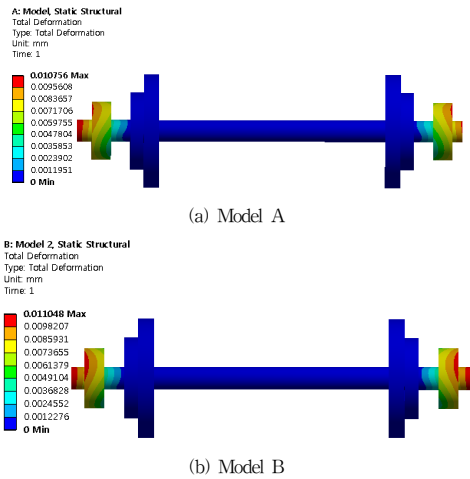 A: Model, Static Structural
Total Deformation
Type: Total Deformation
Unit: mm
Time: 1
0.010756 Max
0.0095608
0.0083657
0.0071706
0.0059755
0.0047804
0.0035853
0.0023902
0.0011951
0 Min
(a) Model A
B: Model 2, Static Structural
Total Deformation
Type: Total Deformation
Unit: mm
Time: 1
0.011048 Max
0.0098207
0.0085931
0.0073655
0.0061379
0.0049104
0.0036828
0.0024552
0.0012276
0 Min
(b) Model B